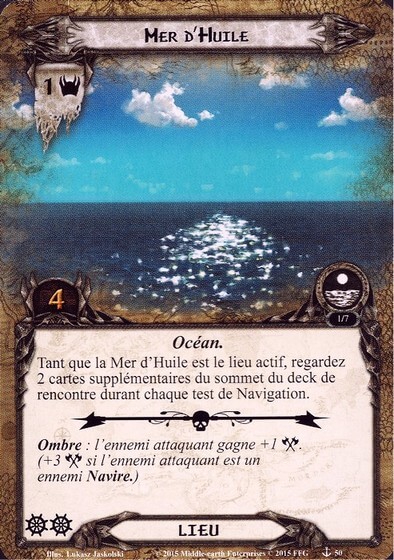 Mer d'Huile
1
4
1/7
Océan.
Tant que la Mer d'Huile est le lieu actif, regardez
2 cartes supplémentaires du sommet du deck de
rencontre durant chaque test de Navigation.
Ombre : l'ennemi attaquant gagne +1 .
(+3 si l'ennemi attaquant est un
ennemi Navire.)
LIEU
Illus. Lukasz Jaskolski © 2015 Middle-earth Enterprises © 2015 FFG 50